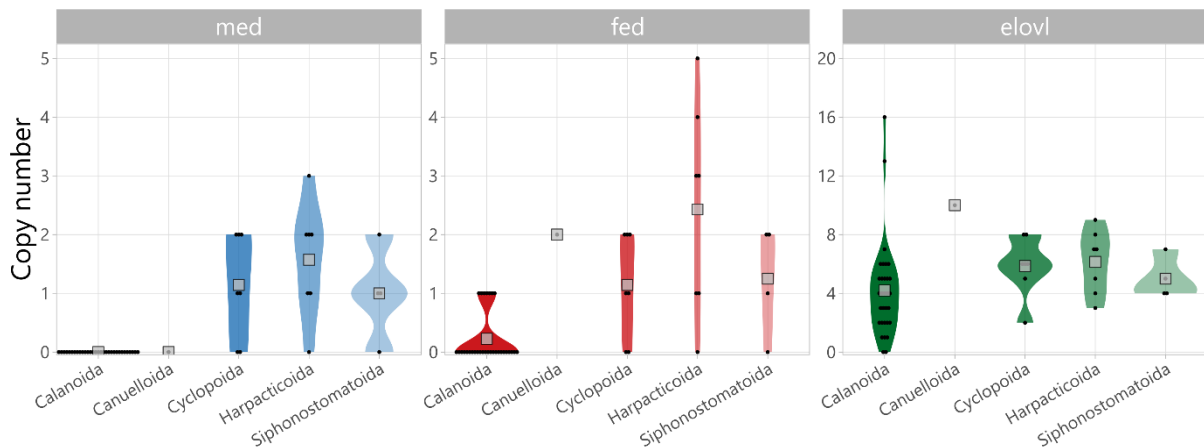 med
fed
elovl
Copy number
5
4
3
2
1
0
5
4
3
2
1
0
20
16
12
8
4
0
Calanoida
Canuelloida
Cyclopoida
Harpacticoida
Siphonostomatoida
Calanoida
Canuelloida
Cyclopoida
Harpacticoida
Siphonostomatoida
Calanoida
Canuelloida
Cyclopoida
Harpacticoida
Siphonostomatoida